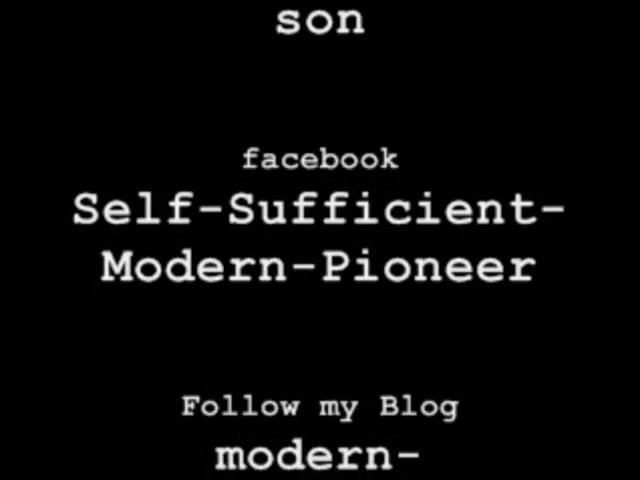 son
facebook
Self-Sufficient-
Modern-Pioneer
Follow my Blog
modern-